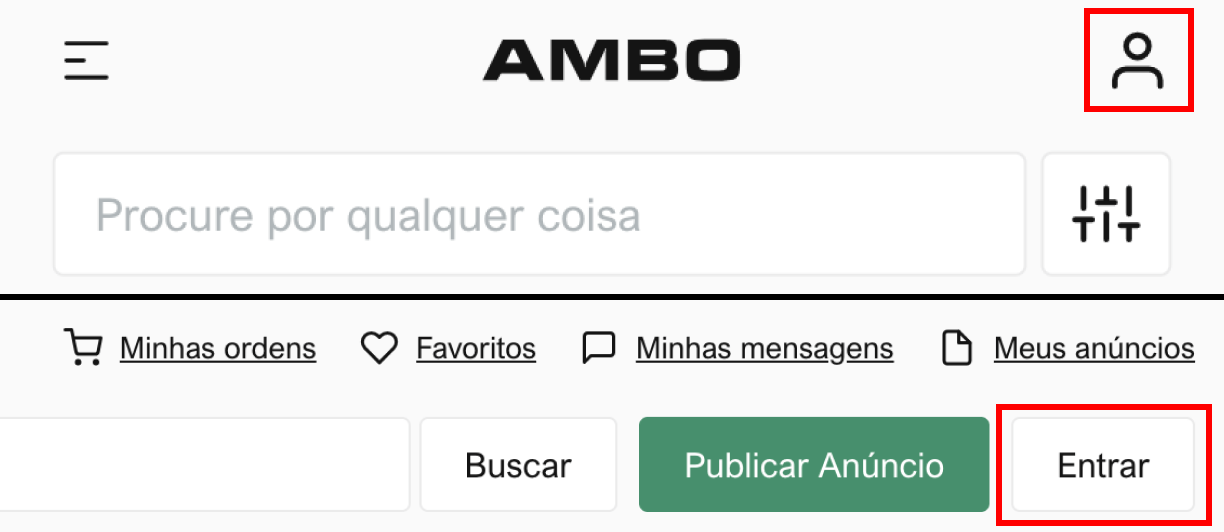 AMBO
Procure por qualquer coisa
Minhas ordens Favoritos Minhas mensagens Meus anúncios
Buscar Publicar Anúncio Entrar